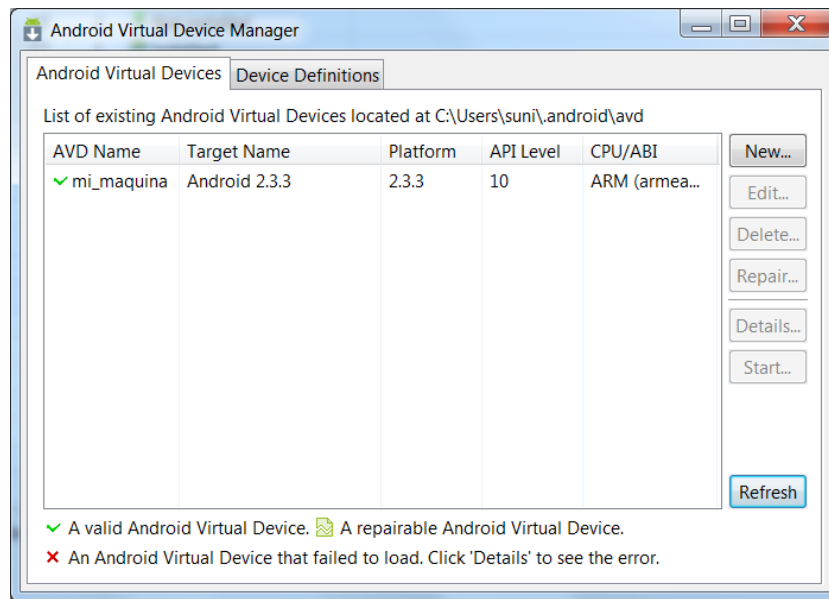 Android Virtual Device Manager
Android Virtual Devices Device Definitions
List of existing Android Virtual Devices located at C:\Users\suni\.android\avd
AVD Name Target Name Platform API Level CPU/ABI
mi_maquina Android 2.3.3 2.3.3 10 ARM (armea...
New...
Edit...
Delete...
Repair...
Details...
Start...
Refresh
A valid Android Virtual Device. A repairable Android Virtual Device.
An Android Virtual Device that failed to load. Click 'Details' to see the error.